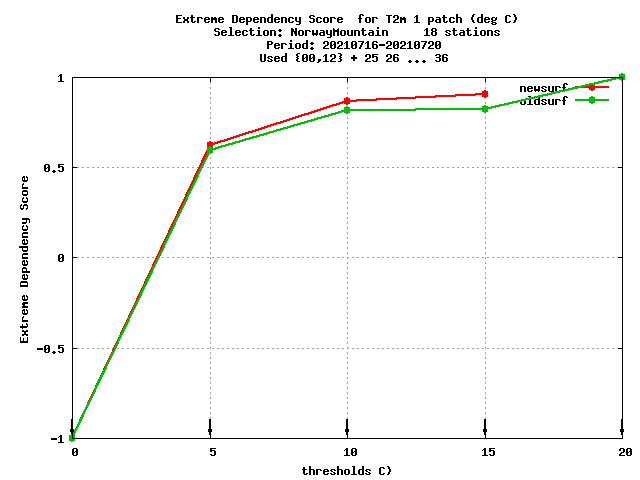 Extreme Dependency Score for T2m 1 patch (deg C)
Selection: NorwayMountain 18 stations
Period: 20210716-20210720
Used {00,12} + 25 26 ... 36
newsurf
oldsurf
1
0.5
0
-0.5
-1
Extreme Dependency Score
0 5 10 15 20
thresholds C)